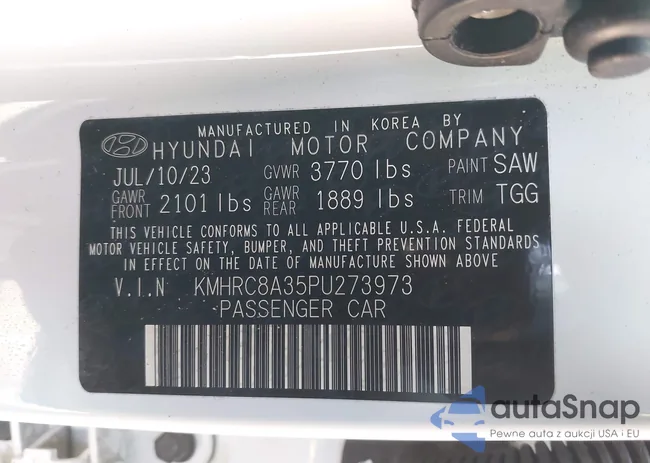 MANUFACTURED IN KOREA BY
HYUNDAI MOTOR COMPANY
JUL/10/23 GVWR 3770 lbs PAINT SAW
GAWR FRONT 2101 lbs GAWR REAR 1889 lbs TRIM TGG
THIS VEHICLE CONFORMS TO ALL APPLICABLE U.S.A. FEDERAL
MOTOR VEHICLE SAFETY, BUMPER, AND THEFT PREVENTION STANDARDS
IN EFFECT ON THE DATE OF MANUFACTURE SHOWN ABOVE
V.I.N KMHRC8A35PU273973
PASSENGER CAR
autaSnap
Pewne auta z aukcji USA i EU